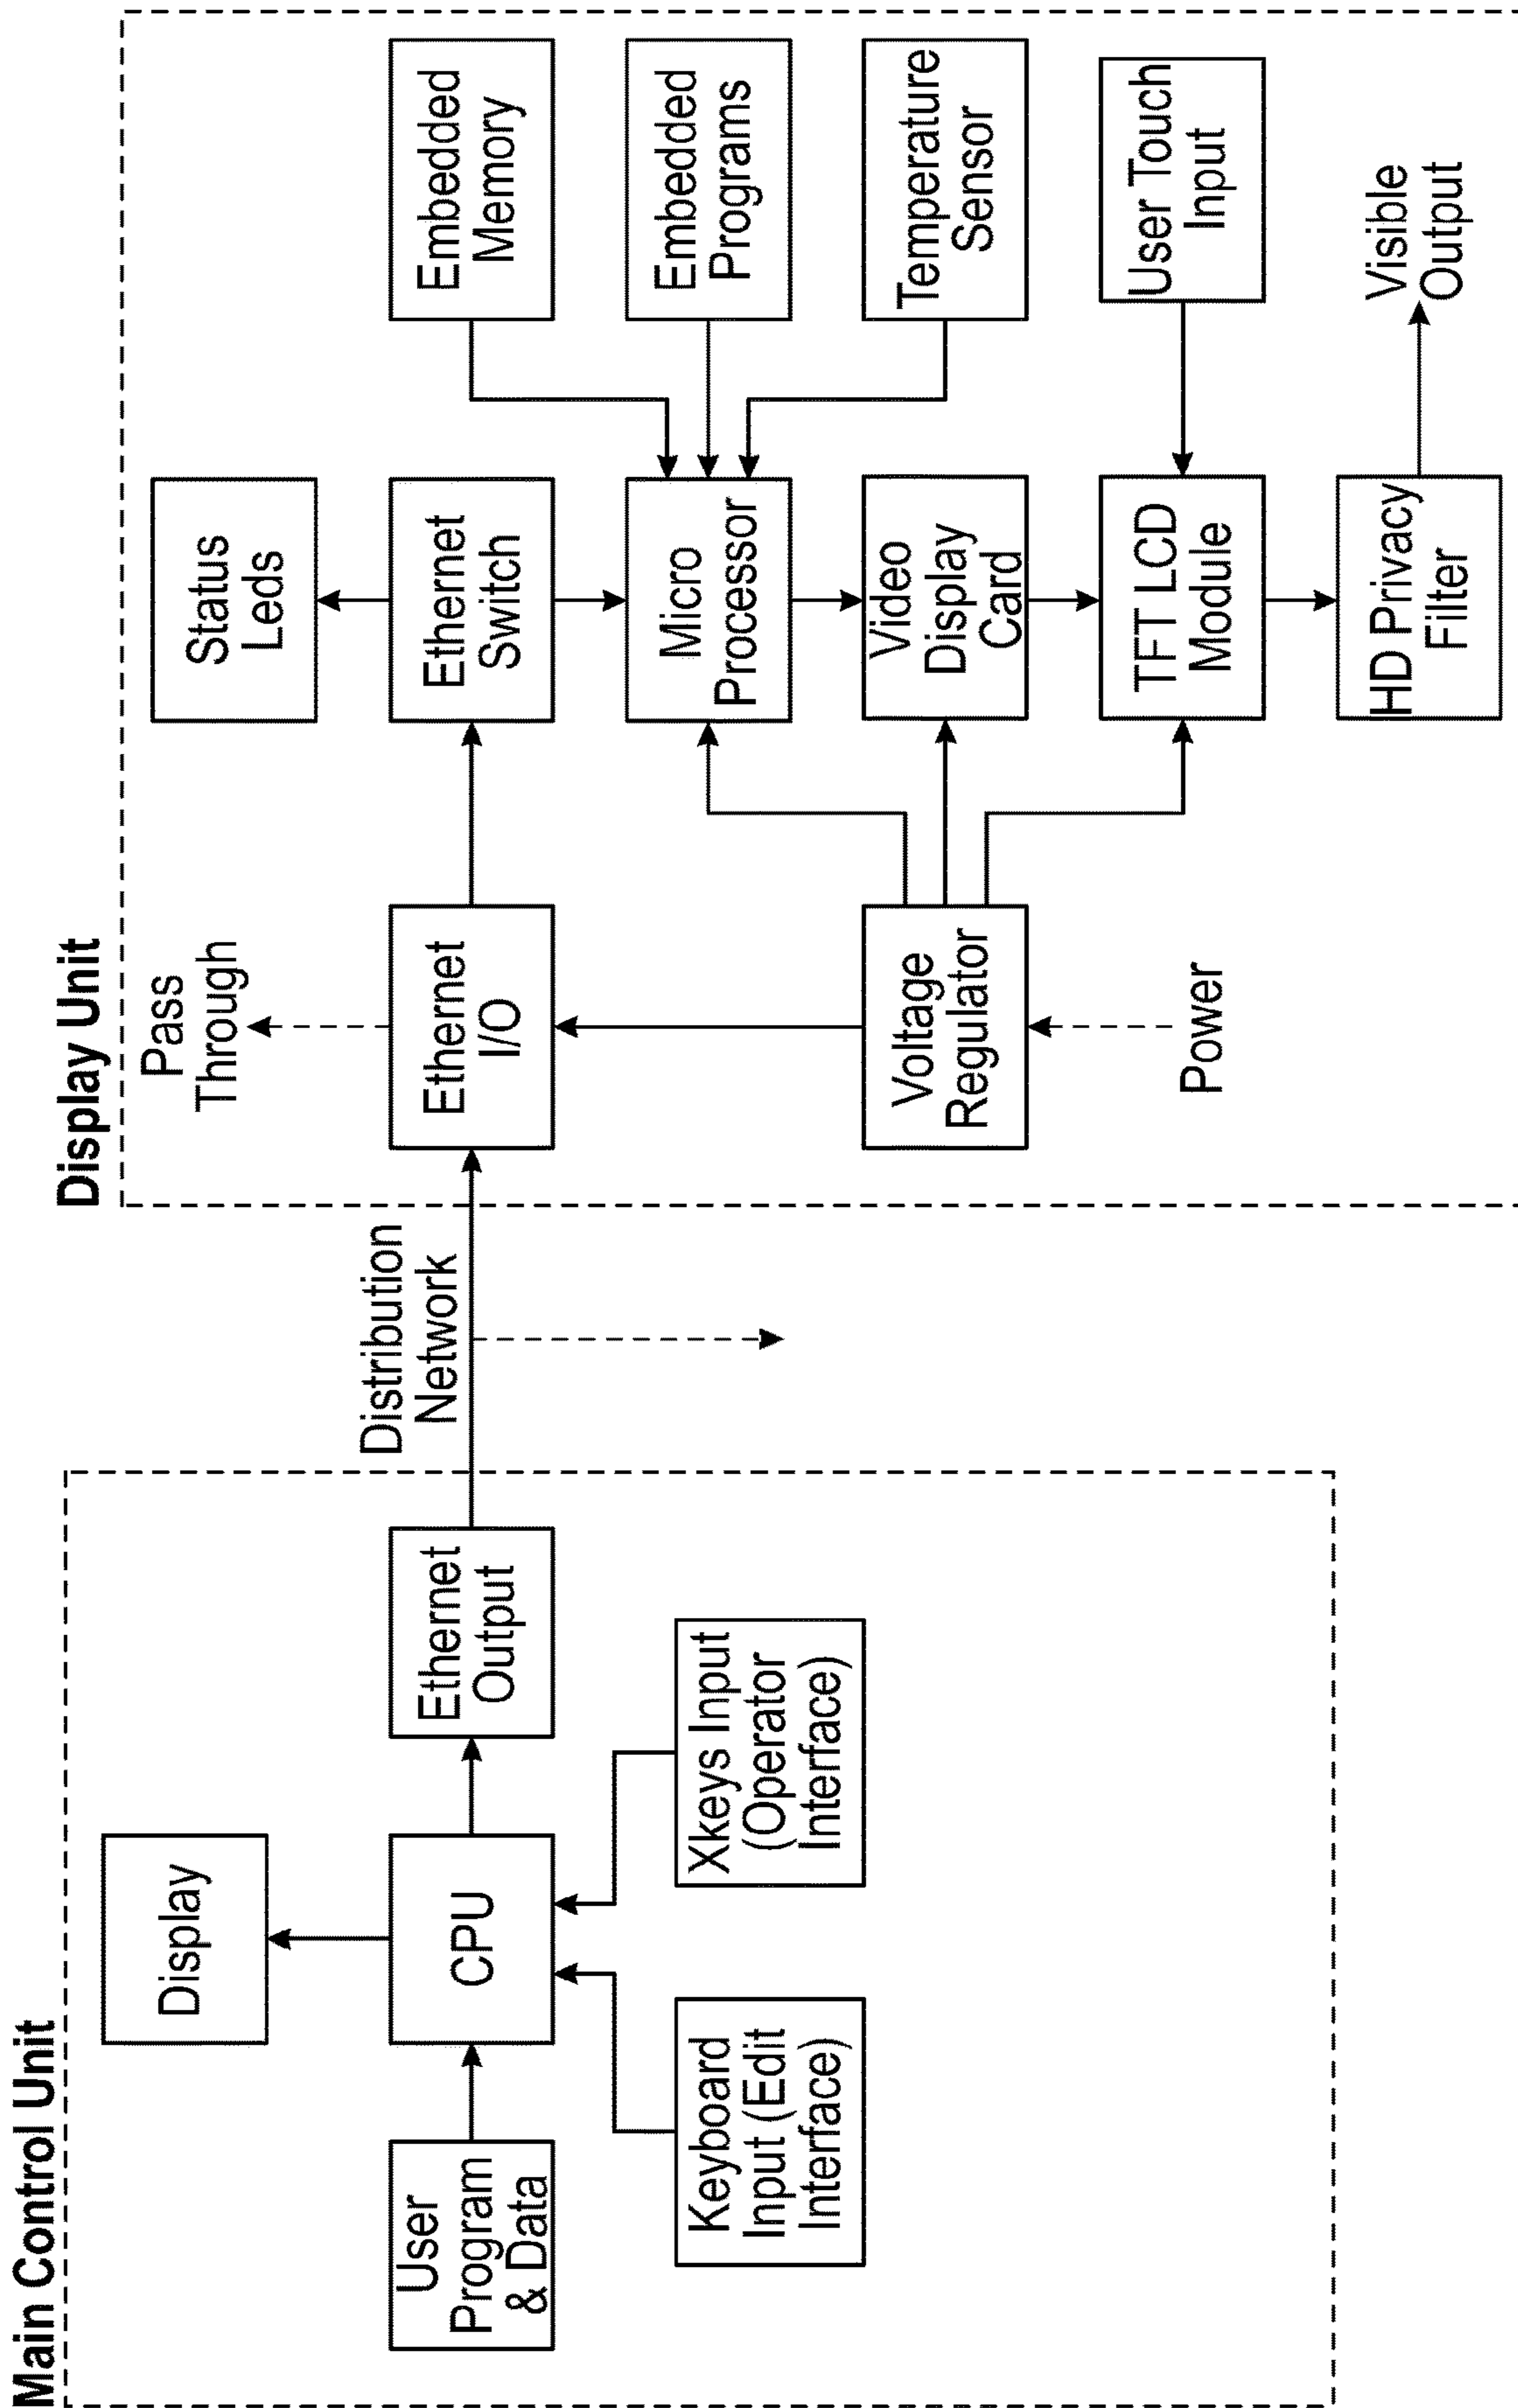 Main Control Unit
Display
User
Program
& Data
CPU
Ethernet
Output
Keyboard
Input (Edit
Interface)
Xkeys Input
(Operator
Interface)
Distribution
Network
Display Unit
Pass
Through
Status
Leds
Ethernet
I/O
Ethernet
Switch
Embedded
Memory
Micro
Processor
Embedded
Programs
Voltage
Regulator
Video
Display
Card
Temperature
Sensor
Power
TFT LCD
Module
User Touch
Input
HD Privacy
Filter
Visible
Output